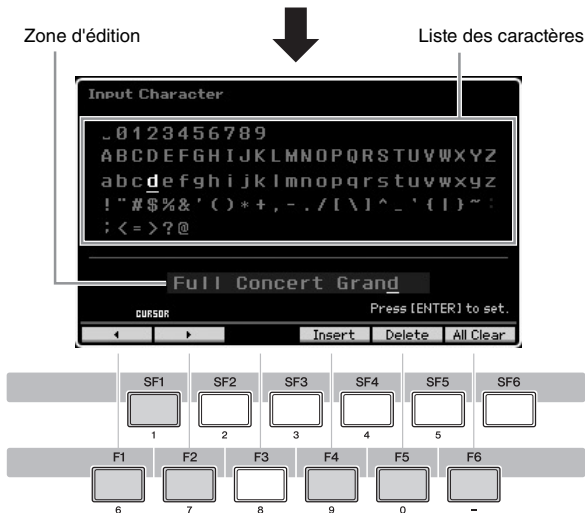 Zone d'édition Liste des caractères
Input Character
˽0123456789
ABCDEFGHIJKLMNOPQRSTUVWXYZ
abcdefghijklmnopqrstuvwxyz
!"#$%&'()*+,-./[\]^_`{|}~:
;<=>?@
Full Concert Grand
CURSOR Press [ENTER] to set.
Insert Delete All Clear
SF1 SF2 SF3 SF4 SF5 SF6
1 2 3 4 5
F1 F2 F3 F4 F5 F6
6 7 8 9 0 –